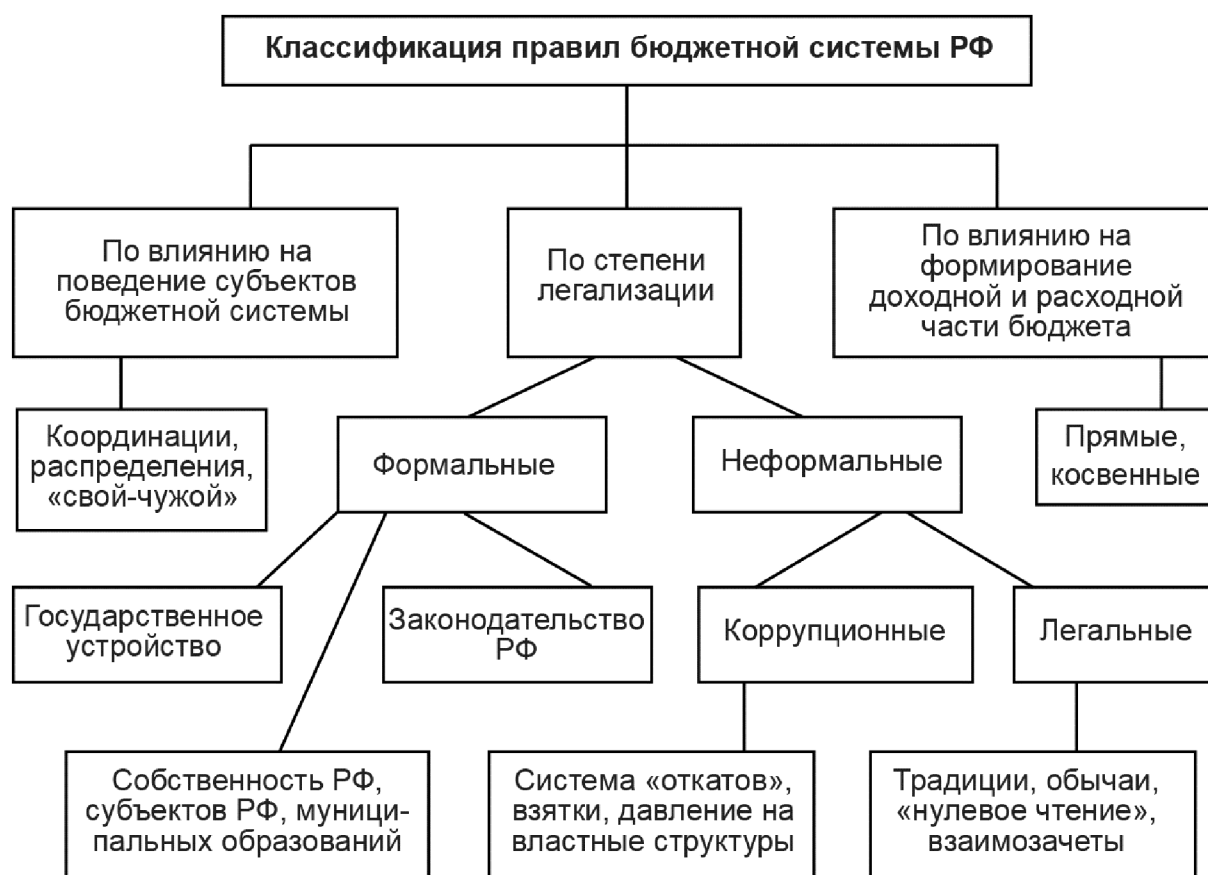 Классификация правил бюджетной системы РФ
По влиянию на
поведение субъектов
бюджетной системы
По степени
легализации
По влиянию на
формирование
доходной и расходной
части бюджета
Координации,
распределения,
«свой-чужой»
Формальные
Неформальные
Прямые,
косвенные
Государственное
устройство
Законодательство
РФ
Коррупционные
Легальные
Собственность РФ,
субъектов РФ, муници-
пальных образований
Система «откатов»,
взятки, давление на
властные структуры
Традиции, обычаи,
«нулевое чтение»,
взаимозачеты